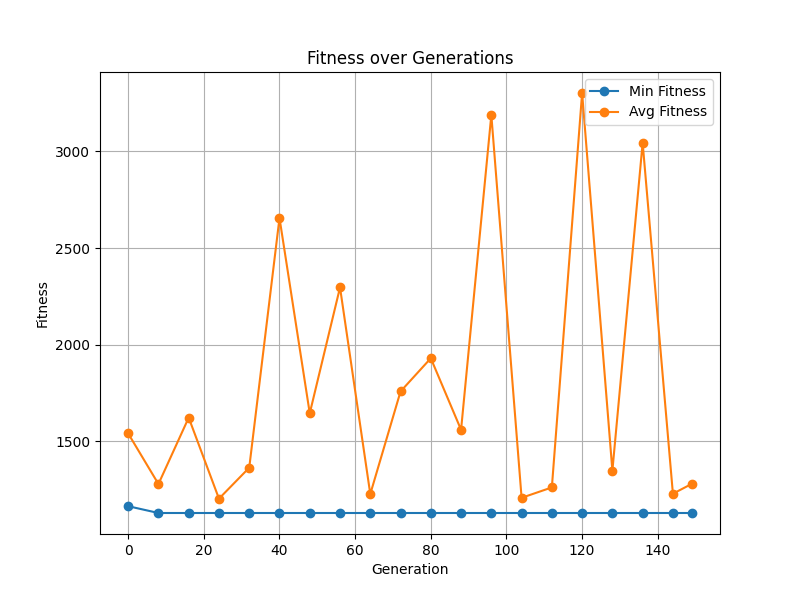 Fitness over Generations
Min Fitness
Avg Fitness
3000
2500
2000
1500
Fitness
0 20 40 60 80 100 120 140
Generation